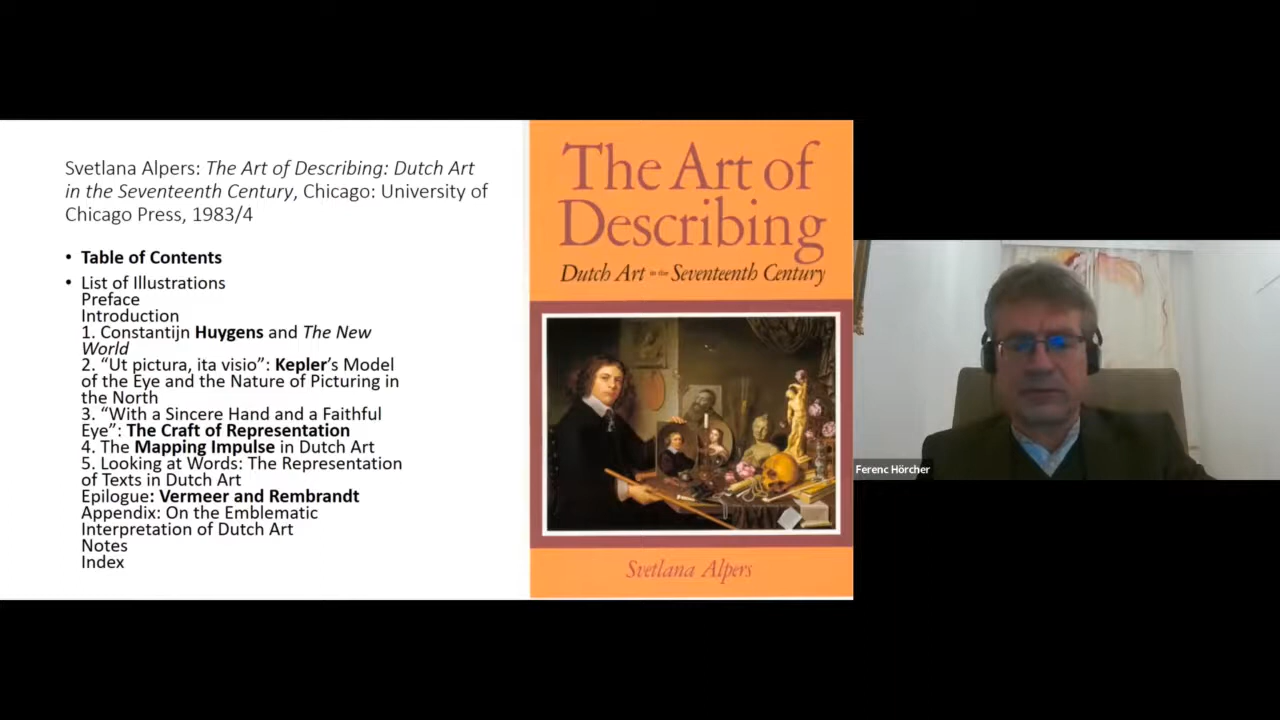 Svetlana Alpers: The Art of Describing: Dutch Art
in the Seventeenth Century, Chicago: University of
Chicago Press, 1983/4
• Table of Contents
• List of Illustrations
Preface
Introduction
1. Constantijn Huygens and The New
World
2. “Ut pictura, ita visio”: Kepler’s Model
of the Eye and the Nature of Picturing in
the North
3. “With a Sincere Hand and a Faithful
Eye”: The Craft of Representation
4. The Mapping Impulse in Dutch Art
5. Looking at Words: The Representation
of Texts in Dutch Art
Epilogue: Vermeer and Rembrandt
Appendix: On the Emblematic
Interpretation of Dutch Art
Notes
Index
The Art of
Describing
Dutch Art in the Seventeenth Century
Svetlana Alpers
Ferenc Hörcher